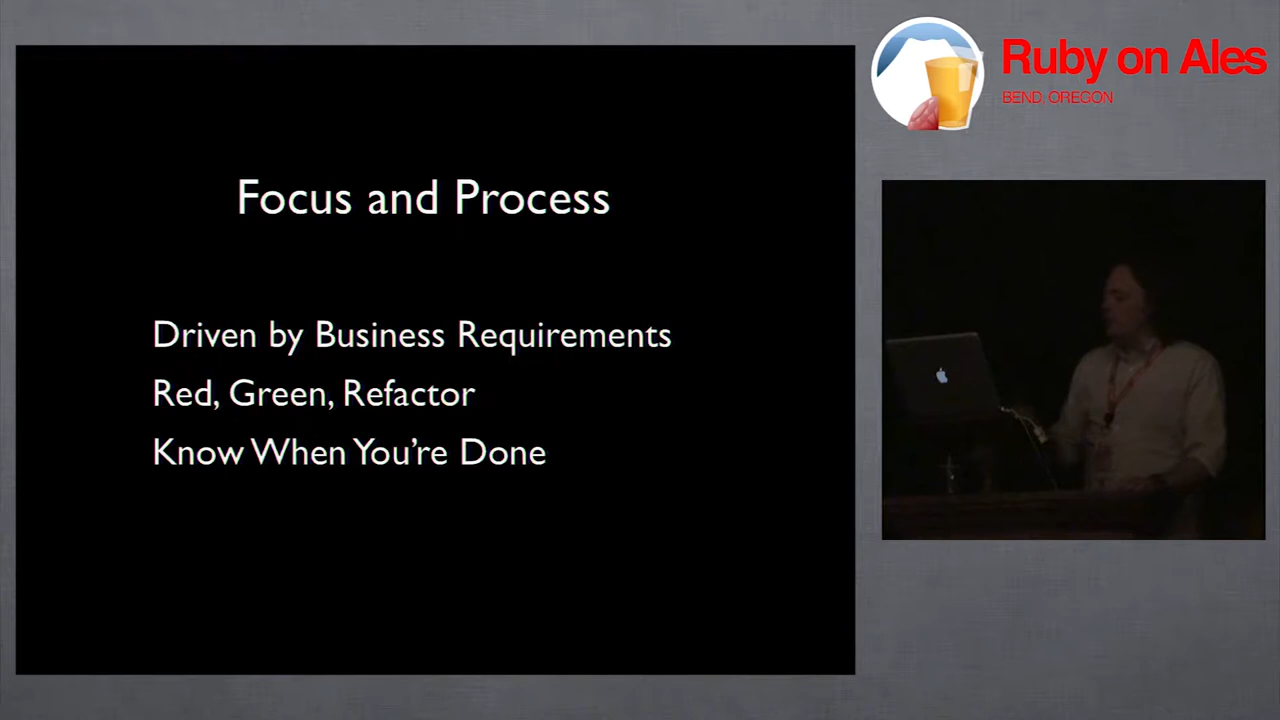 Ruby on Ales
BEND, OREGON
Focus and Process
Driven by Business Requirements
Red, Green, Refactor
Know When You're Done